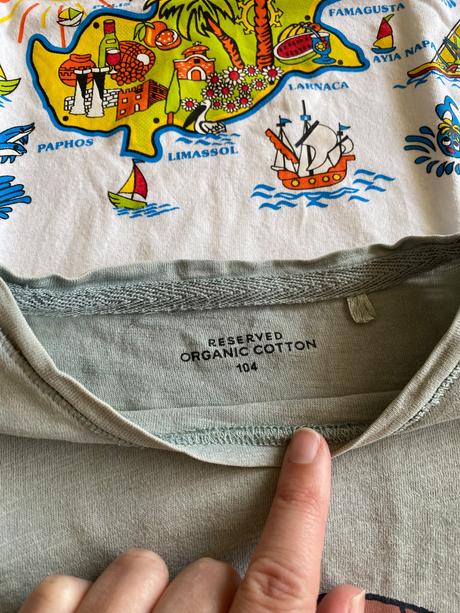 FAMAGUSTA
AYIA NAPA
LARNACA
PAPHOS
LIMASSOL
RESERVED
ORGANIC COTTON
104